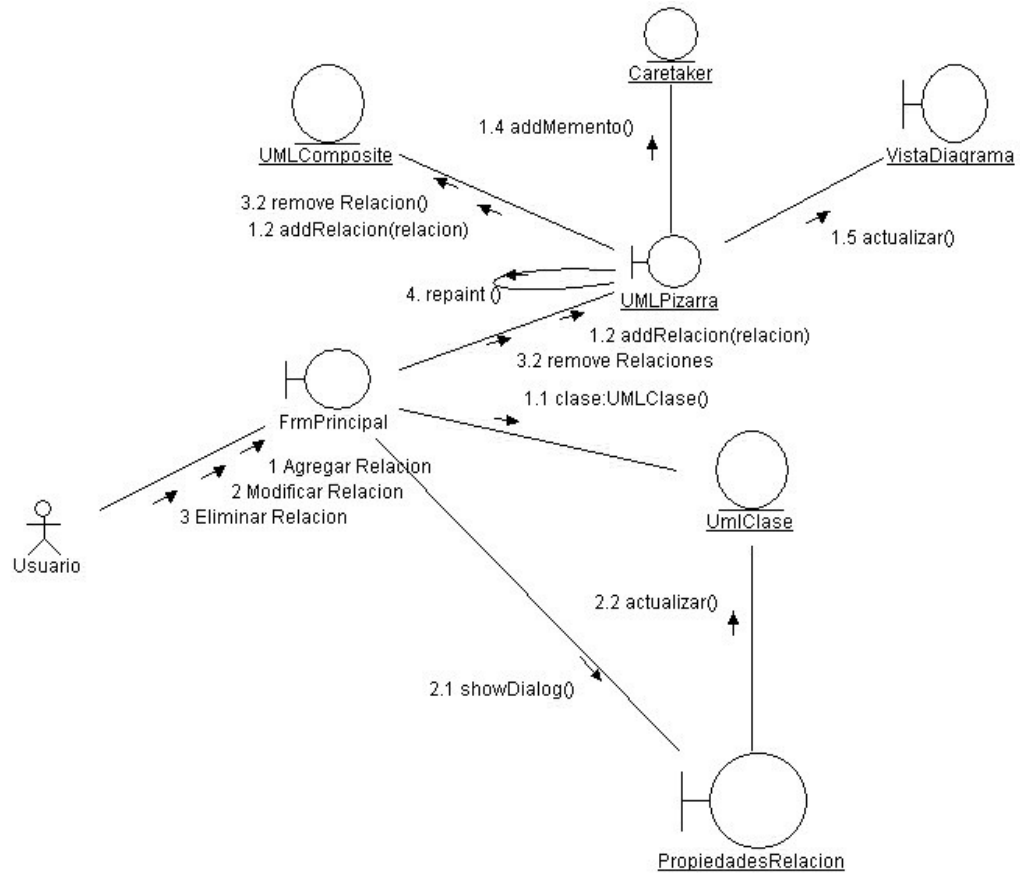 Caretaker
1.4 addMemento()
UMLComposite
VistaDiagrama
3.2 remove Relacion()
1.2 addRelacion(relacion)
1.5 actualizar()
4. repaint ()
UMLPizarra
1.2 addRelacion(relacion)
3.2 remove Relaciones
1.1 clase:UMLClase()
FrmPrincipal
1 Agregar Relacion
2 Modificar Relacion
3 Eliminar Relacion
UmlClase
Usuario
2.2 actualizar()
2.1 showDialog()
PropiedadesRelacion